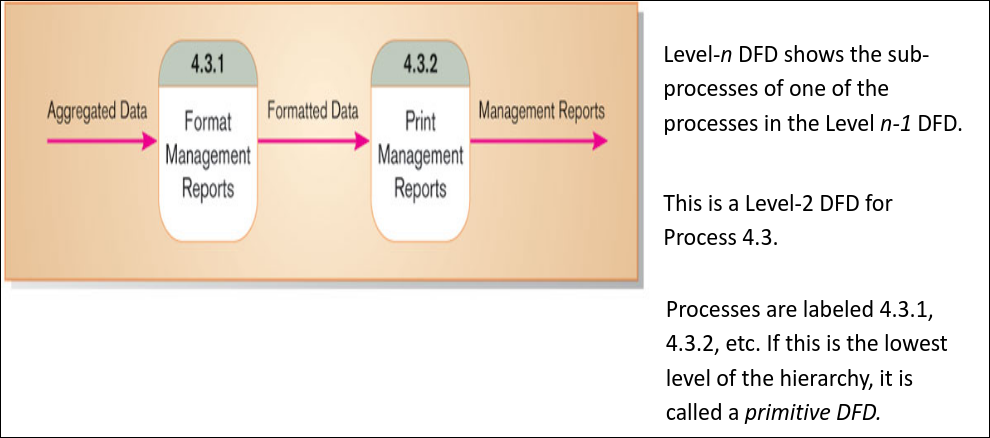 4.3.1
4.3.2
Aggregated Data
Format
Management
Reports
Formatted Data
Print
Management
Reports
Management Reports
Level-n DFD shows the sub-
processes of one of the
processes in the Level n-1 DFD.
This is a Level-2 DFD for
Process 4.3.
Processes are labeled 4.3.1,
4.3.2, etc. If this is the lowest
level of the hierarchy, it is
called a primitive DFD.